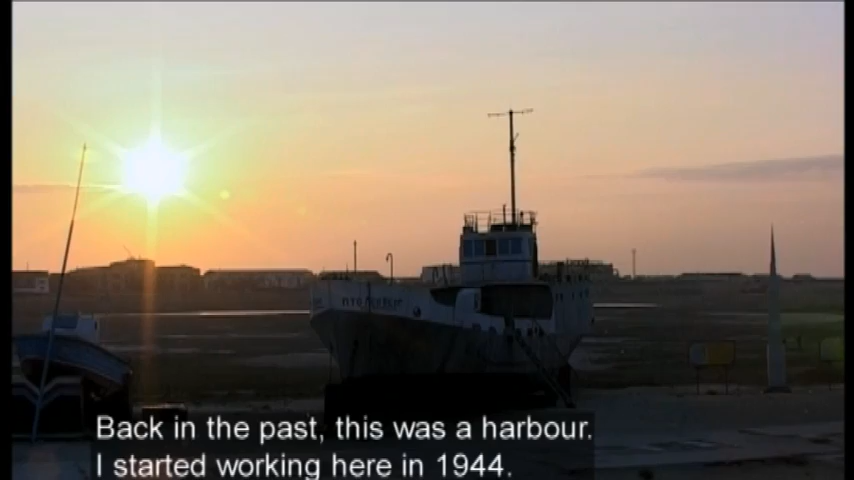 Back in the past, this was a harbour.
I started working here in 1944.